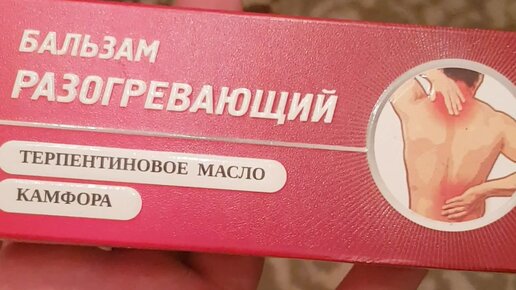 БАЛЬЗАМ
РАЗОГРЕВАЮЩИЙ
ТЕРПЕНТИНОВОЕ МАСЛО
КАМФОРА